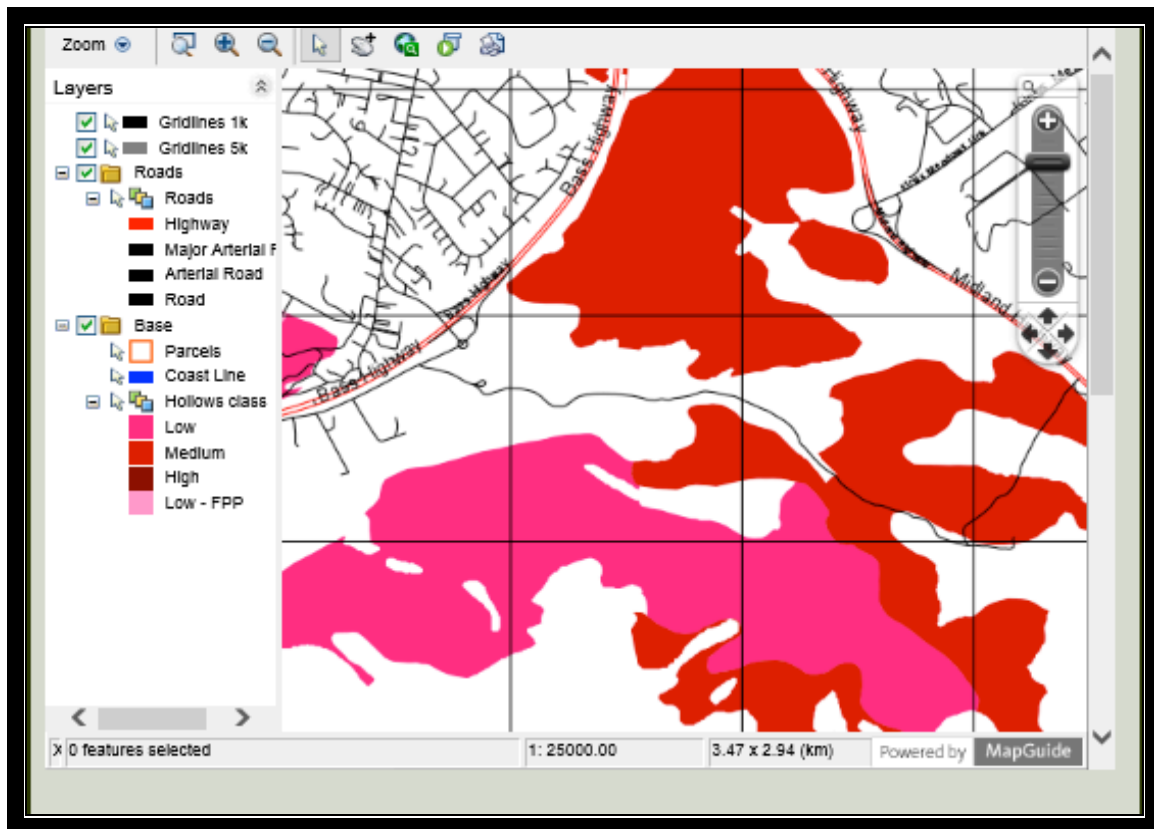 Zoom
Layers
Gridlines 1k
Gridlines 5k
Roads
Roads
Highway
Major Arterial
Arterial Road
Road
Base
Parcels
Coast Line
Hollows class
Low
Medium
High
Low - FPP
Bass Highway
Highway
Bass Highway
Bass Highway
Midland
X 0 features selected
1: 25000.00
3.47 x 2.94 (km)
Powered by MapGuide